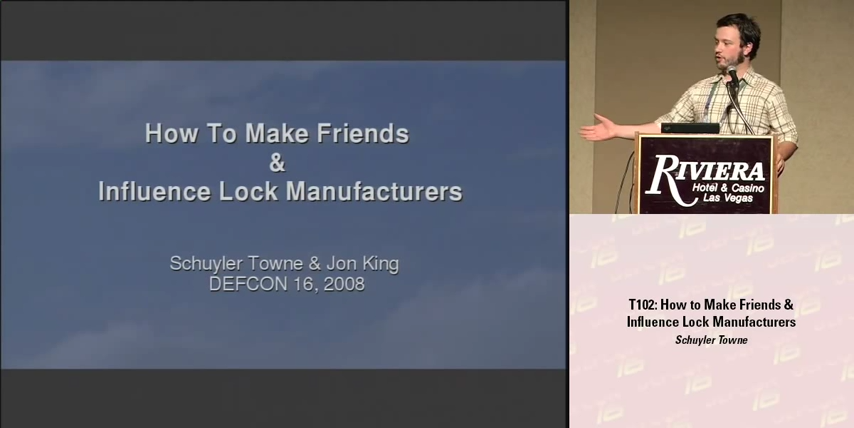 How To Make Friends
&
Influence Lock Manufacturers
Schuyler Towne & Jon King
DEFCON 16, 2008
RIVIERA
Hotel & Casino
Las Vegas
T102: How to Make Friends &
Influence Lock Manufacturers
Schuyler Towne